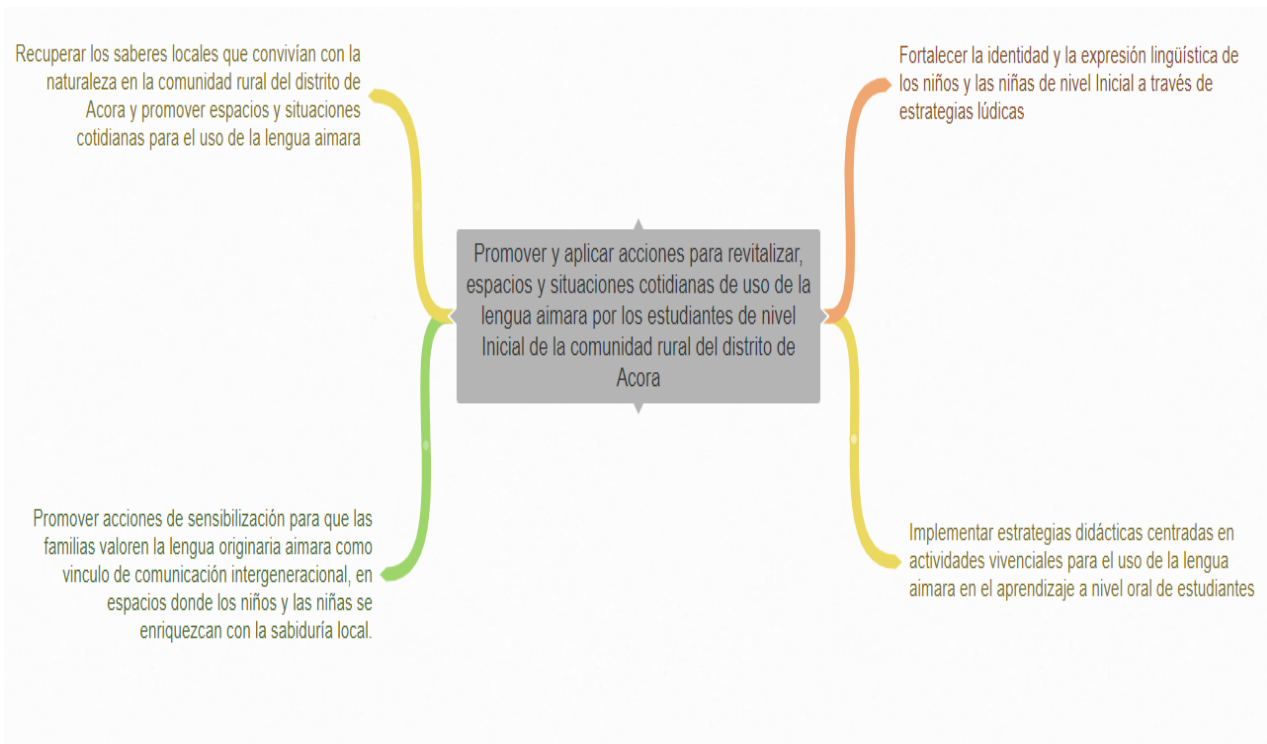 Recuperar los saberes locales que convivían con la
naturaleza en la comunidad rural del distrito de
Acora y promover espacios y situaciones
cotidianas para el uso de la lengua aimara
Fortalecer la identidad y la expresión lingüística de
los niños y las niñas de nivel Inicial a través de
estrategias lúdicas
Promover y aplicar acciones para revitalizar,
espacios y situaciones cotidianas de uso de la
lengua aimara por los estudiantes de nivel
Inicial de la comunidad rural del distrito de
Acora
Promover acciones de sensibilización para que las
familias valoren la lengua originaria aimara como
vinculo de comunicación intergeneracional, en
espacios donde los niños y las niñas se
enriquezcan con la sabiduría local.
Implementar estrategias didácticas centradas en
actividades vivenciales para el uso de la lengua
aimara en el aprendizaje a nivel oral de estudiantes